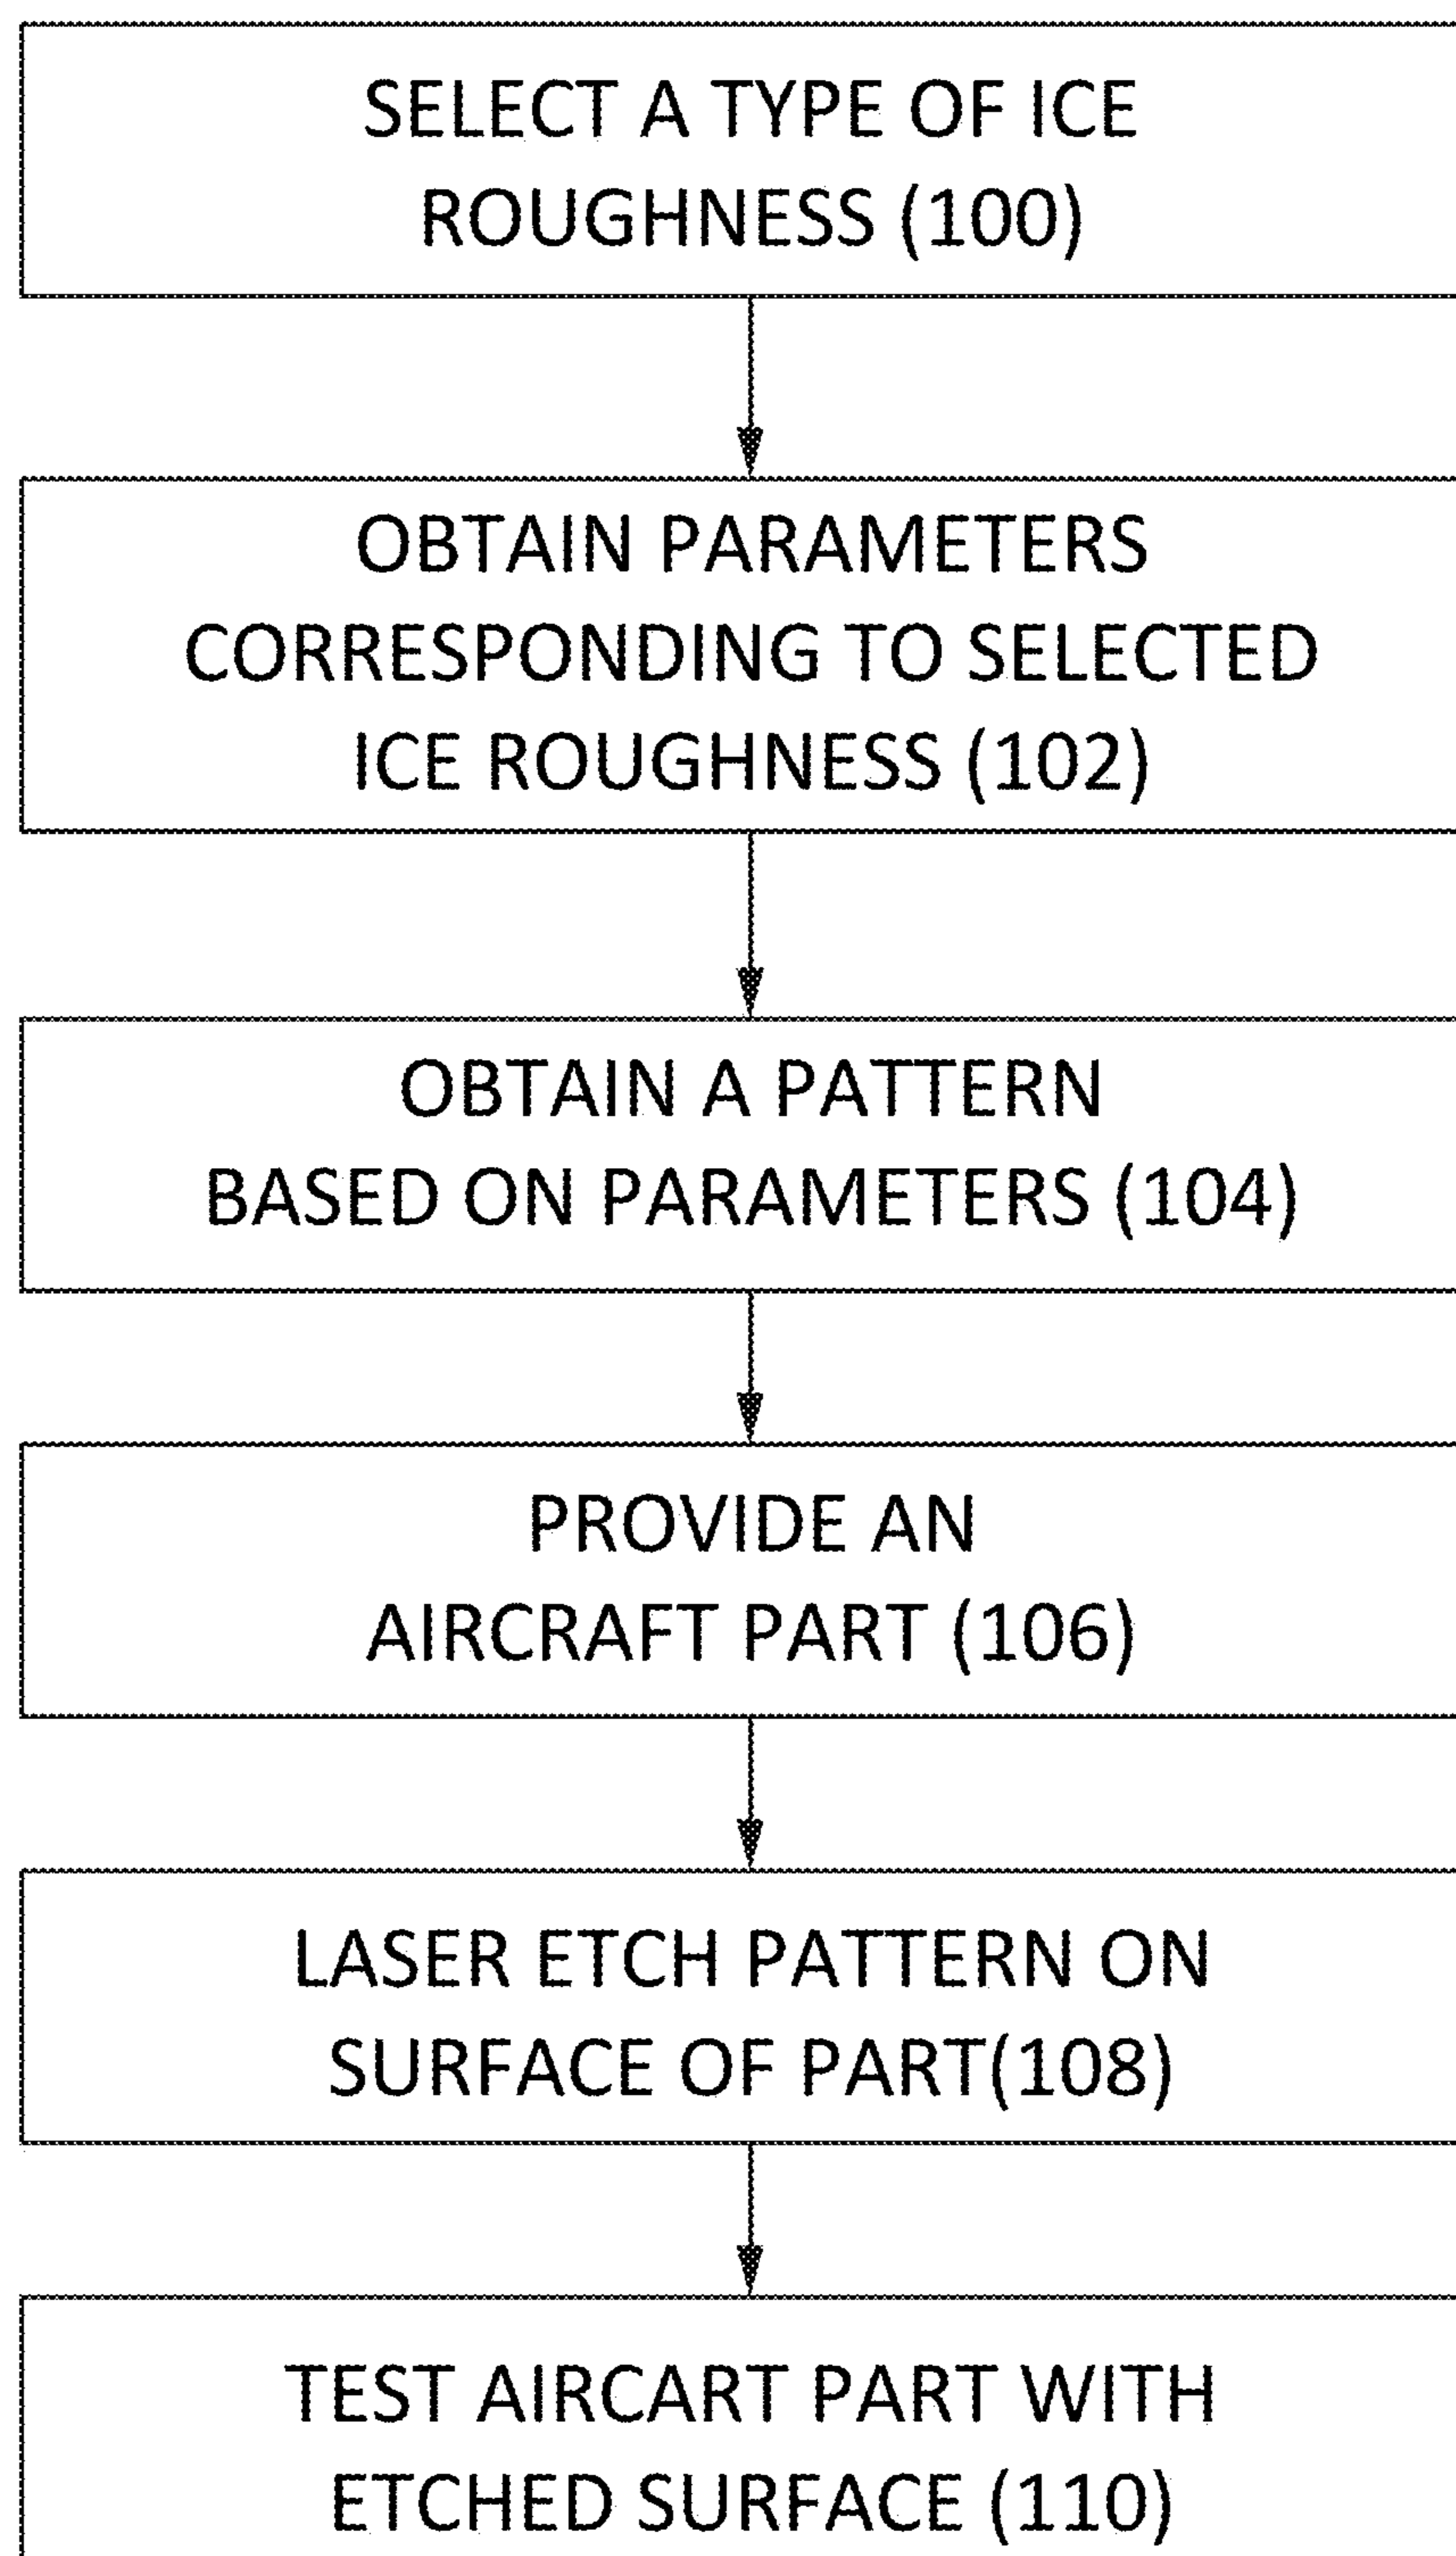 SELECT A TYPE OF ICE
ROUGHNESS (100)
OBTAIN PARAMETERS
CORRESPONDING TO SELECTED
ICE ROUGHNESS (102)
OBTAIN A PATTERN
BASED ON PARAMETERS (104)
PROVIDE AN
AIRCRAFT PART (106)
LASER ETCH PATTERN ON
SURFACE OF PART(108)
TEST AIRCART PART WITH
ETCHED SURFACE (110)